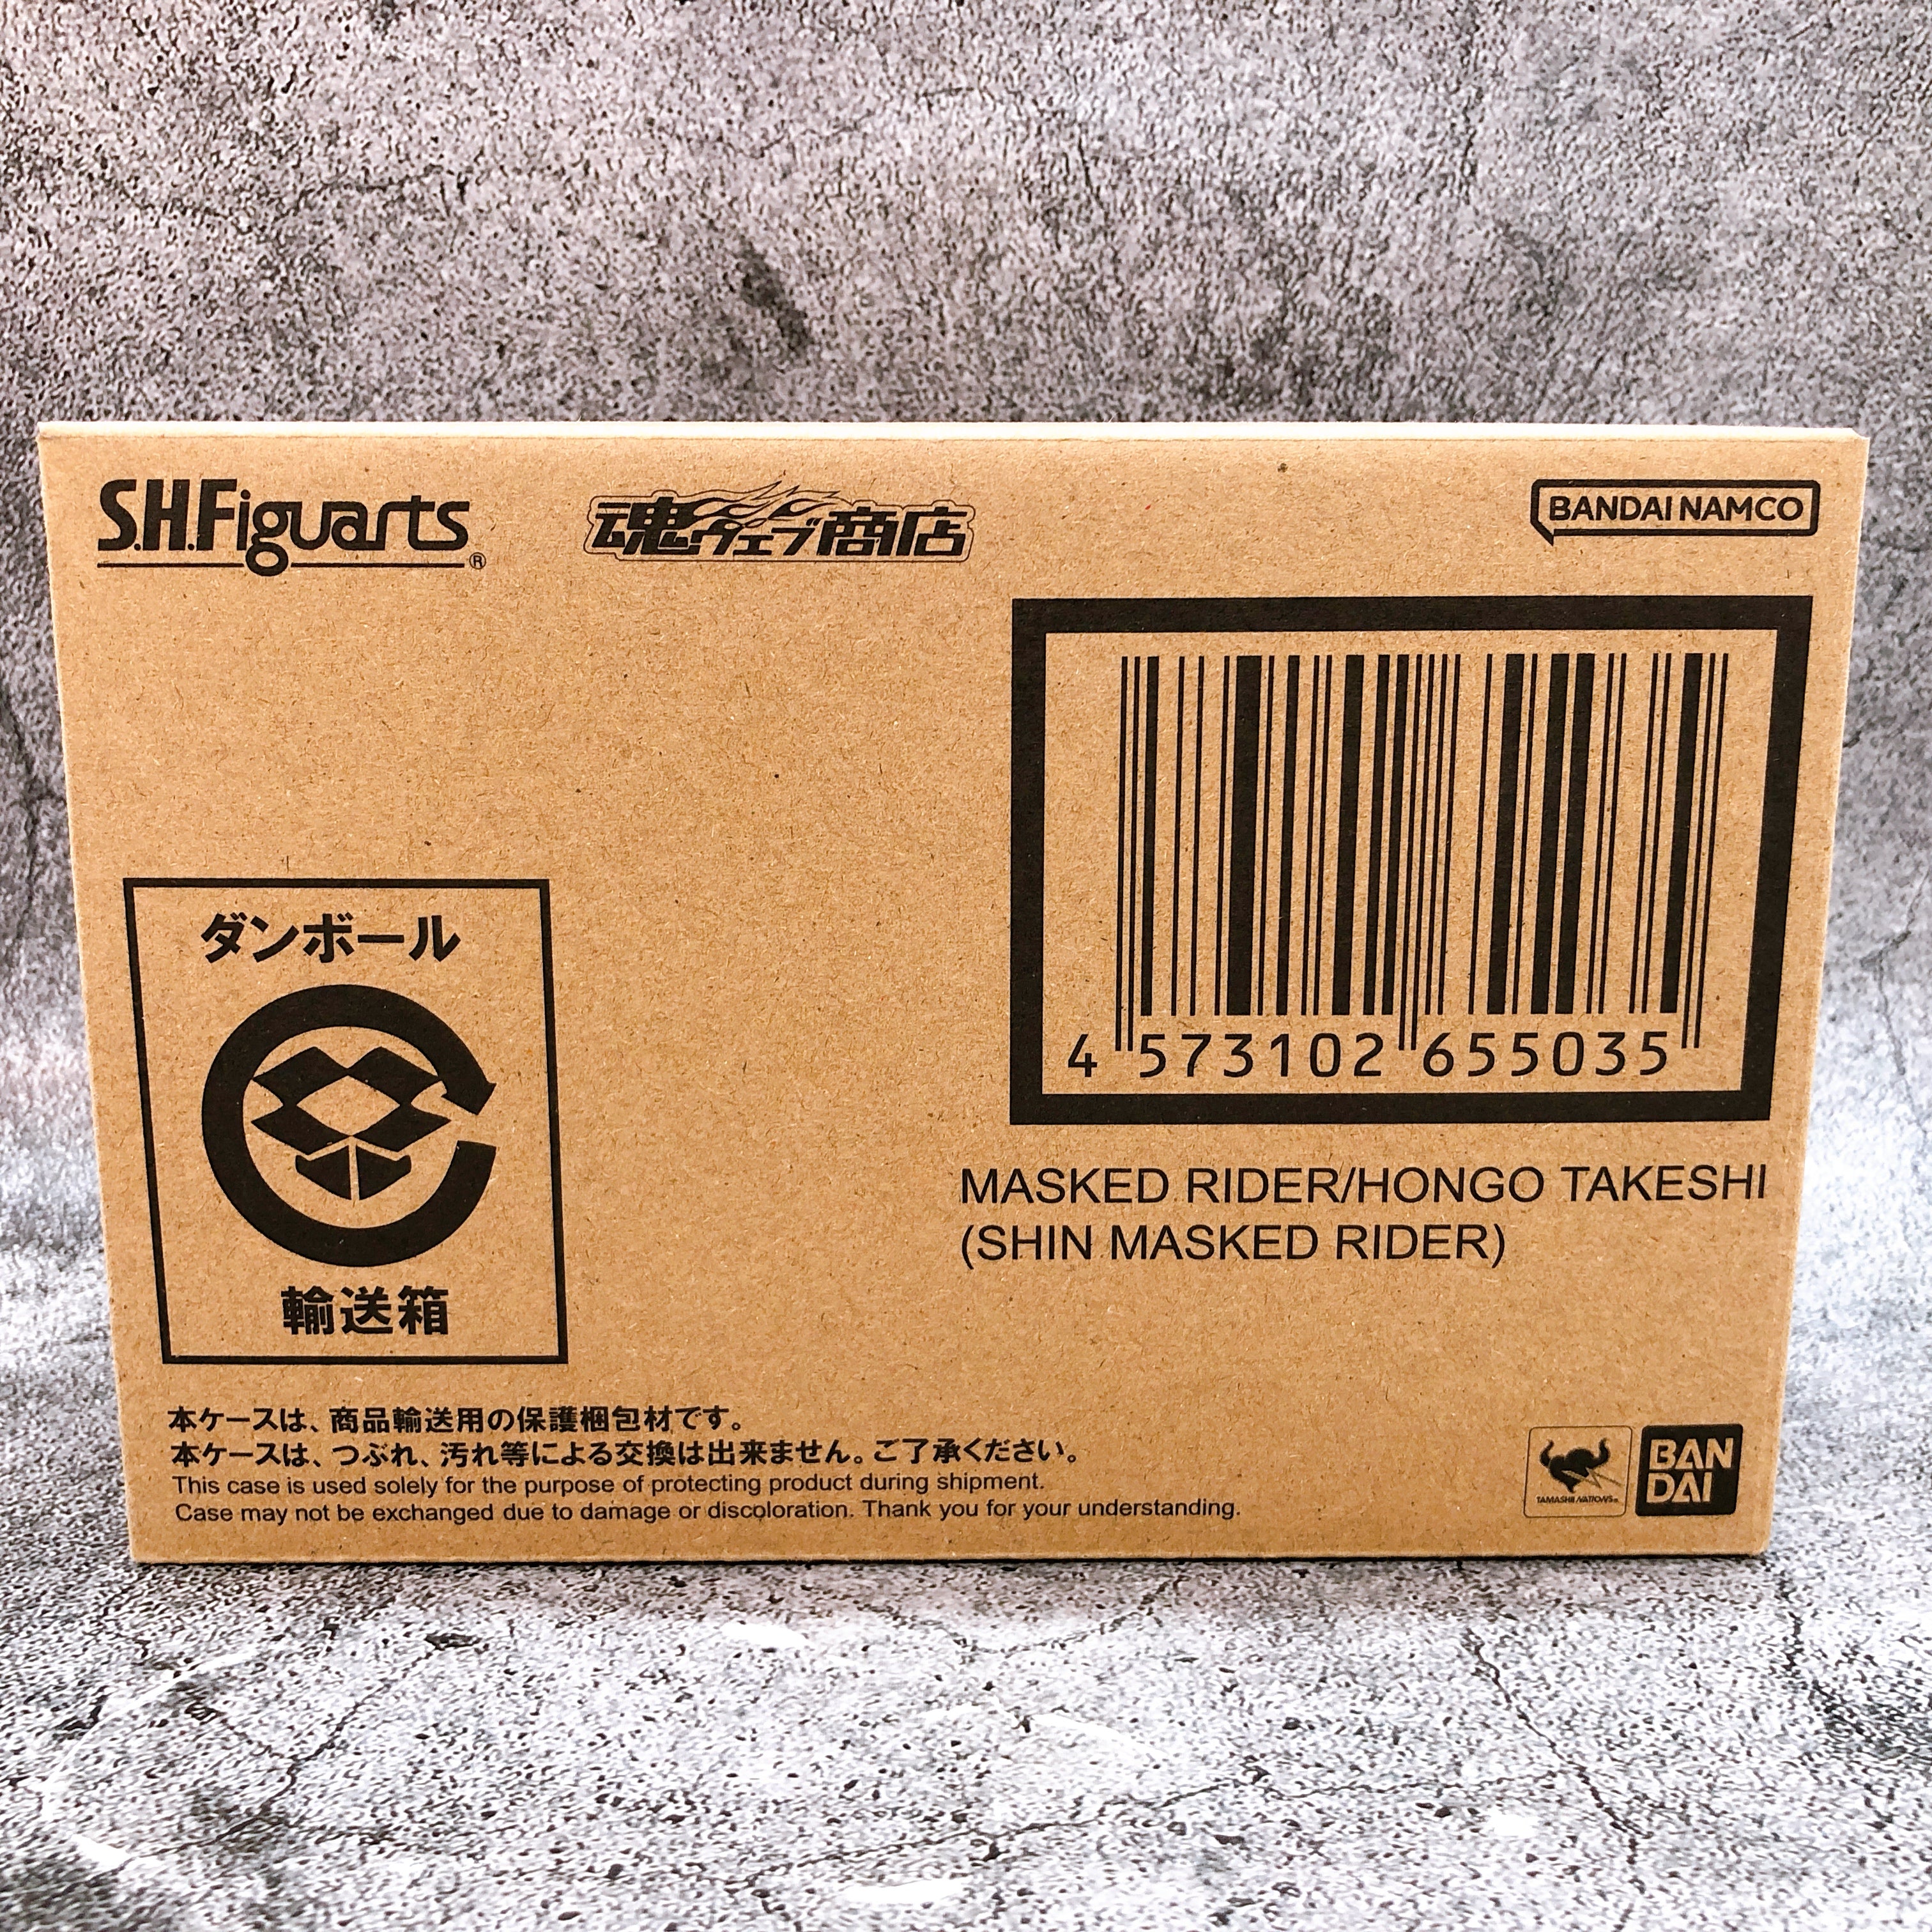 S.H.Figuarts®
魂ウェブ商店
BANDAI NAMCO
4 573102 655035
MASKED RIDER/HONGO TAKESHI
(SHIN MASKED RIDER)
ダンボール
輸送箱
本ケースは、商品輸送用の保護梱包材です。
本ケースは、つぶれ、汚れ等による交換は出来ません。ご了承ください。
This case is used solely for the purpose of protecting product during shipment.
Case may not be exchanged due to damage or discoloration. Thank you for your understanding.
TAMASHII NATIONS
BAN
DAI